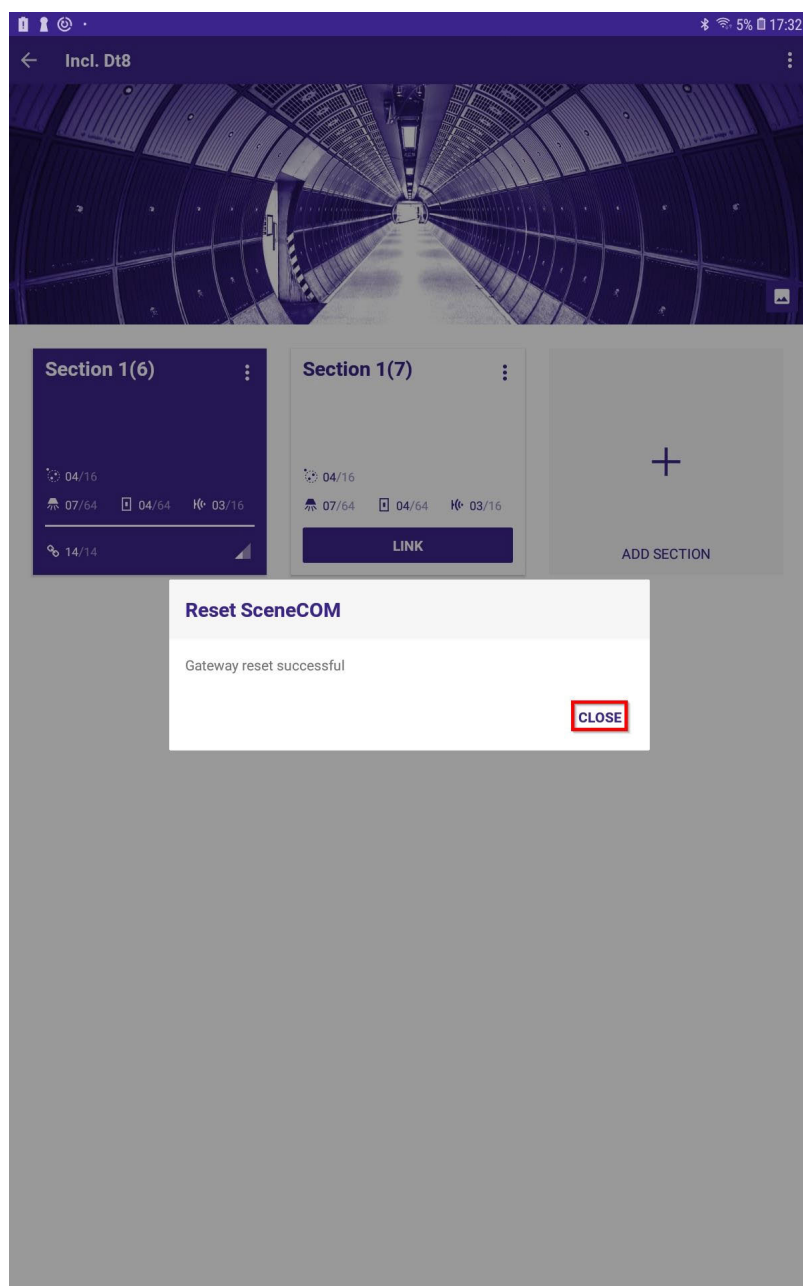 5% 17:32
Incl. Dt8
Section 1(6)
04/16
07/64 04/64 03/16
14/14
Section 1(7)
04/16
07/64 04/64 03/16
LINK
ADD SECTION
Reset SceneCOM
Gateway reset successful
CLOSE